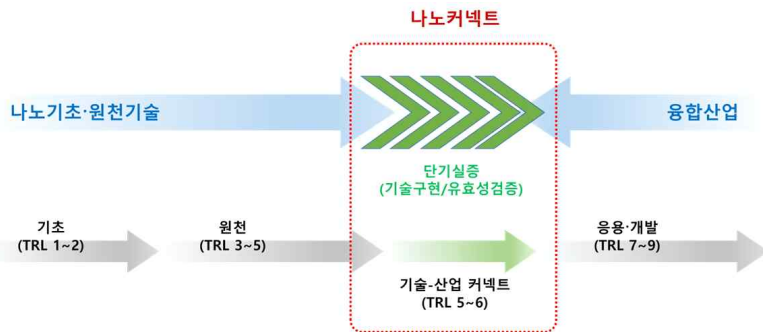 나노커넥트
나노기초·원천기술
융합산업
단기실증
(기술구현/유효성검증)
기초
(TRL 1~2)
원천
(TRL 3~5)
기술-산업 커넥트
(TRL 5~6)
응용·개발
(TRL 7~9)